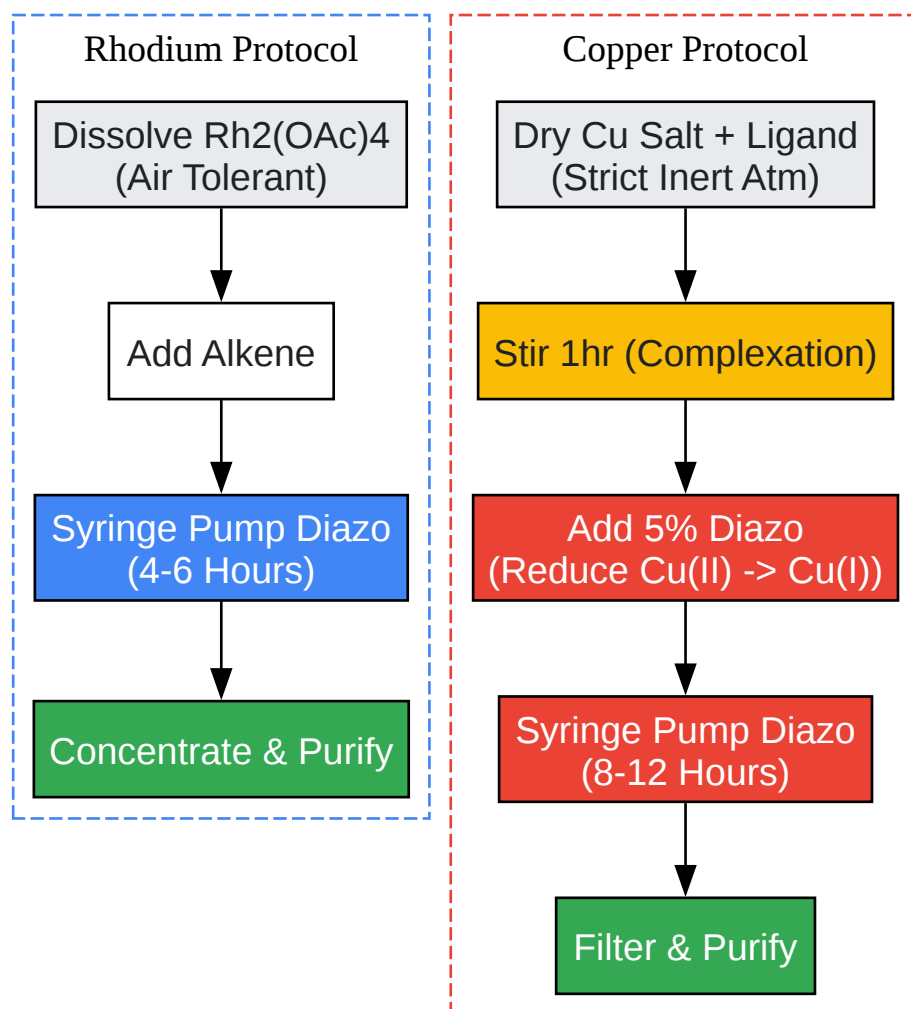 Rhodium Protocol
Dissolve Rh2(OAc)4
(Air Tolerant)
Add Alkene
Syringe Pump Diazo
(4-6 Hours)
Concentrate & Purify
Copper Protocol
Dry Cu Salt + Ligand
(Strict Inert Atm)
Stir 1hr (Complexation)
Add 5% Diazo
(Reduce Cu(II) -> Cu(I))
Syringe Pump Diazo
(8-12 Hours)
Filter & Purify